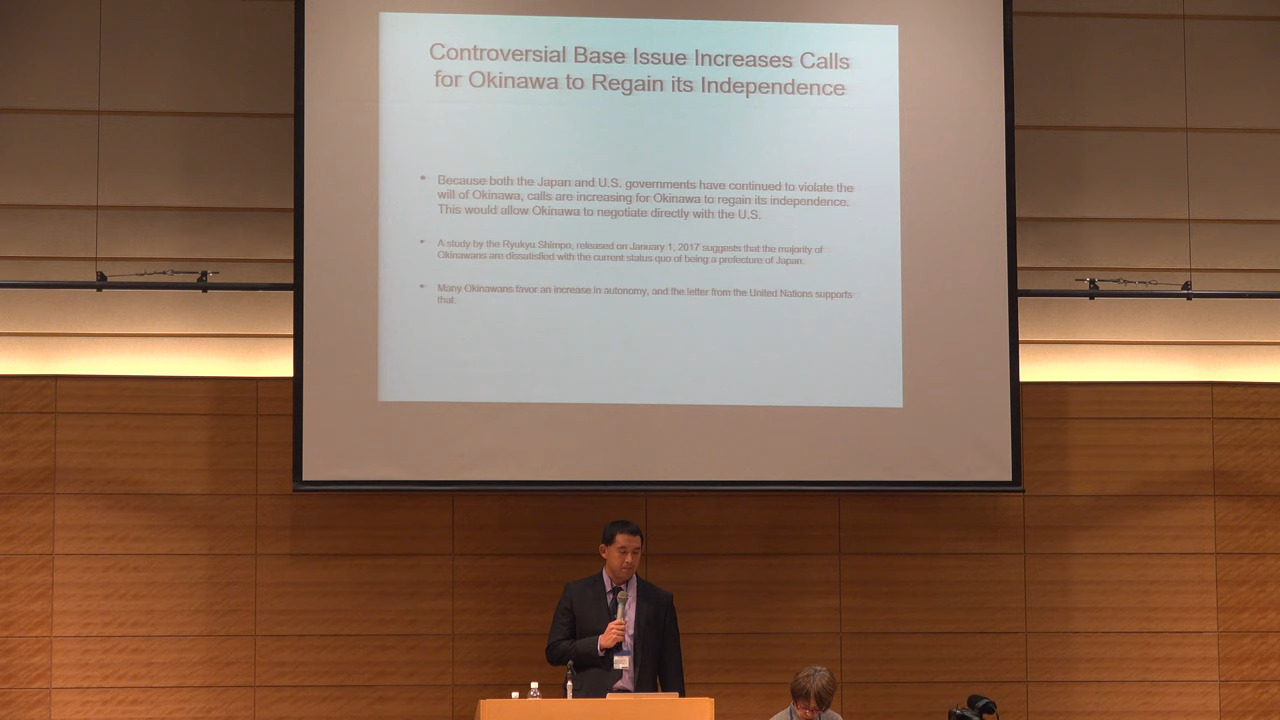 Controversial Base Issue Increases Calls
for Okinawa to Regain its Independence
• Because both the Japan and U.S. governments have continued to violate the
will of Okinawa, calls are increasing for Okinawa to regain its independence.
This would allow Okinawa to negotiate directly with the U.S.
• A study by the Ryukyu Shimpo, released on January 1, 2017 suggests that the majority of
Okinawans are dissatisfied with the current status quo of being a prefecture of Japan.
• Many Okinawans favor an increase in autonomy, and the letter from the United Nations supports
that.